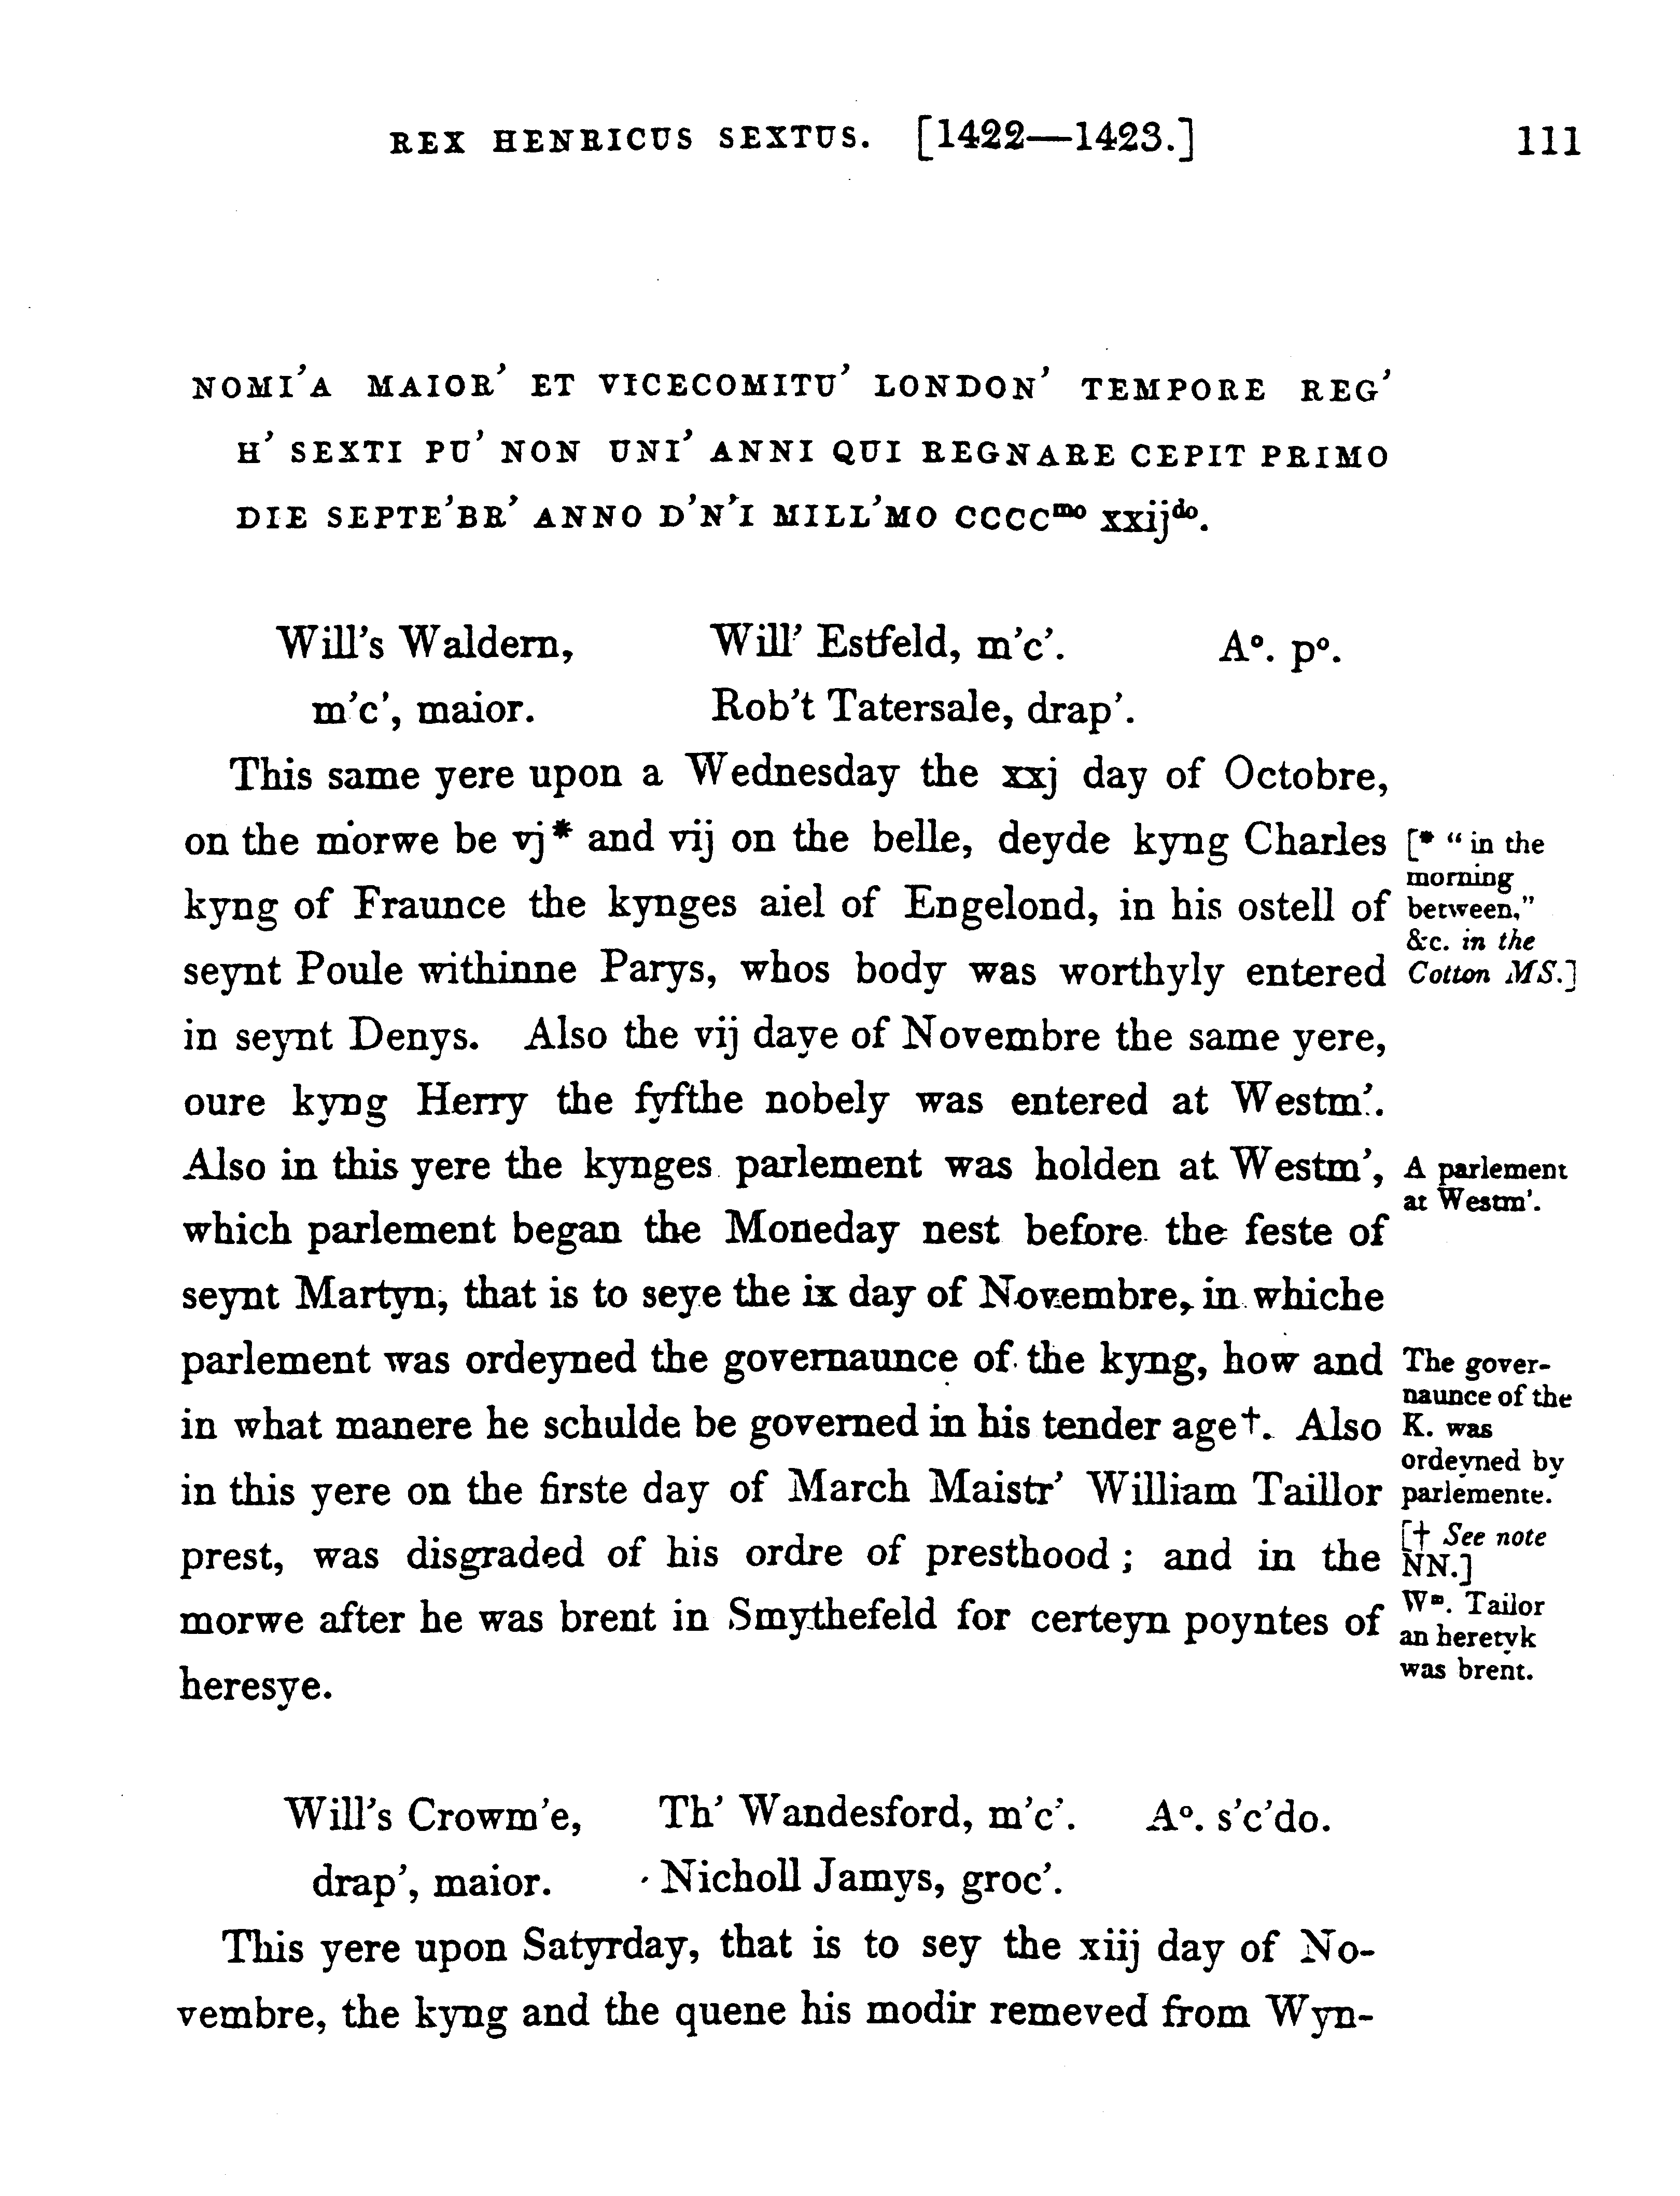 REX HENRICUS SEXTUS. [1422—1423.] 111
NOMI'A MAIOR' ET VICECOMITU' LONDON' TEMPORE REG'
H' SEXTI PU' NON UNI' ANNI QUI REGNARE CEPIT PRIMO
DIE SEPTE'BR' ANNO D'N'I MILL'MO CCCCmo xxijdo.
Will's Waldern, Will' Estfeld, m'c'. Ao. po.
m'c', maior. Rob't Tatersale, drap'.
This same yere upon a Wednesday the xxj day of Octobre,
on the morwe be vj* and vij on the belle, deyde kyng Charles
kyng of Fraunce the kynges aiel of Engelond, in his ostell of
seynt Poule withinne Parys, whos body was worthyly entered
in seynt Denys. Also the vij daye of Novembre the same yere,
oure kyng Herry the fyfthe nobely was entered at Westm'.
Also in this yere the kynges parlement was holden at Westm',
which parlement began the Moneday nest before the feste of
seynt Martyn, that is to seye the ix day of Novembre, in whiche
parlement was ordeyned the governaunce of the kyng, how and
in what manere he schulde be governed in his tender age†. Also
in this yere on the firste day of March Maistr' William Taillor
prest, was disgraded of his ordre of presthood; and in the
morwe after he was brent in Smythefeld for certeyn poyntes of
heresye.
[* "in the
morning
between,"
&c. in the
Cotton MS.]
A parlement
at Westm'.
The gover-
naunce of the
K. was
ordeyned by
parlemente.
[† See note
NN.]
Wm. Tailor
an heretyk
was brent.
Will's Crowm'e, Th' Wandesford, m'c'. Ao. s'c'do.
drap', maior. Nicholl Jamys, groc'.
This yere upon Satyrday, that is to sey the xiij day of No-
vembre, the kyng and the quene his modir remeved from Wyn-